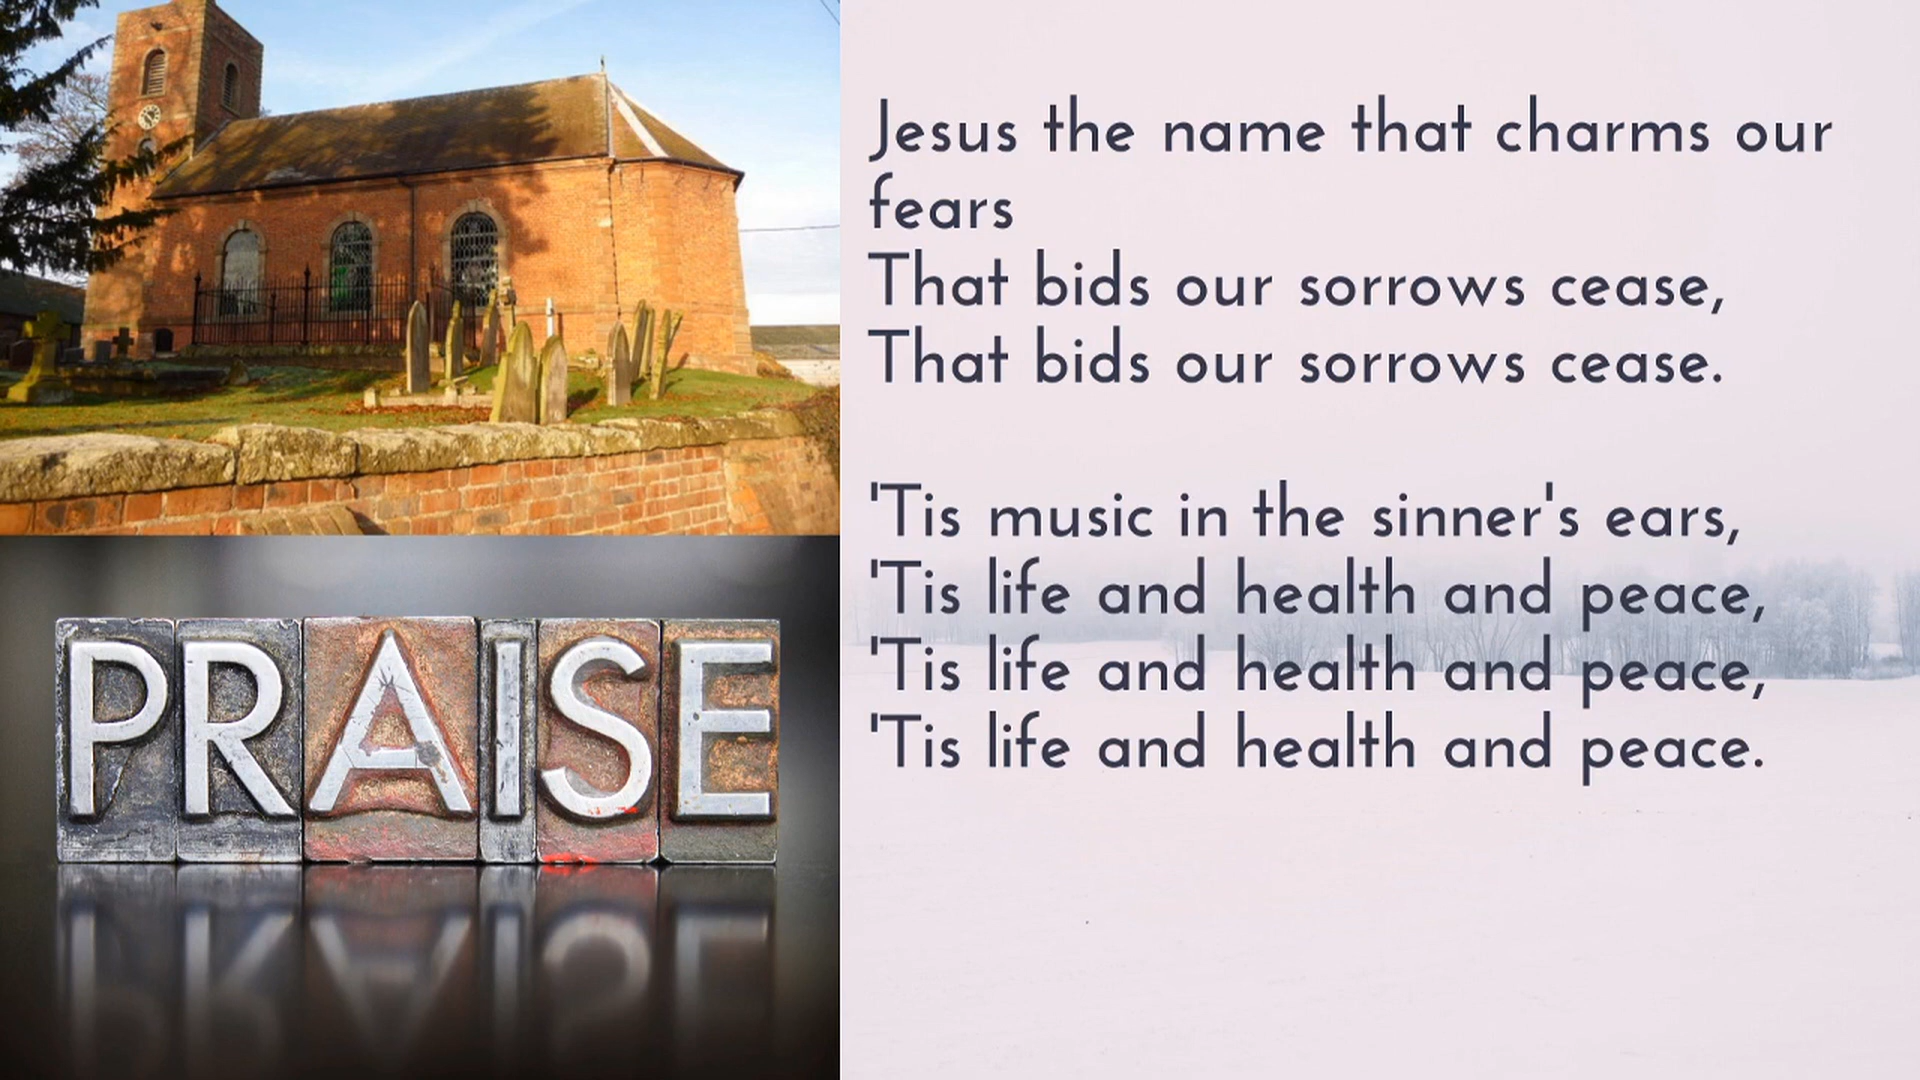 Jesus the name that charms our
fears
That bids our sorrows cease,
That bids our sorrows cease.
'Tis music in the sinner's ears,
'Tis life and health and peace,
'Tis life and health and peace,
'Tis life and health and peace.
PRAISE